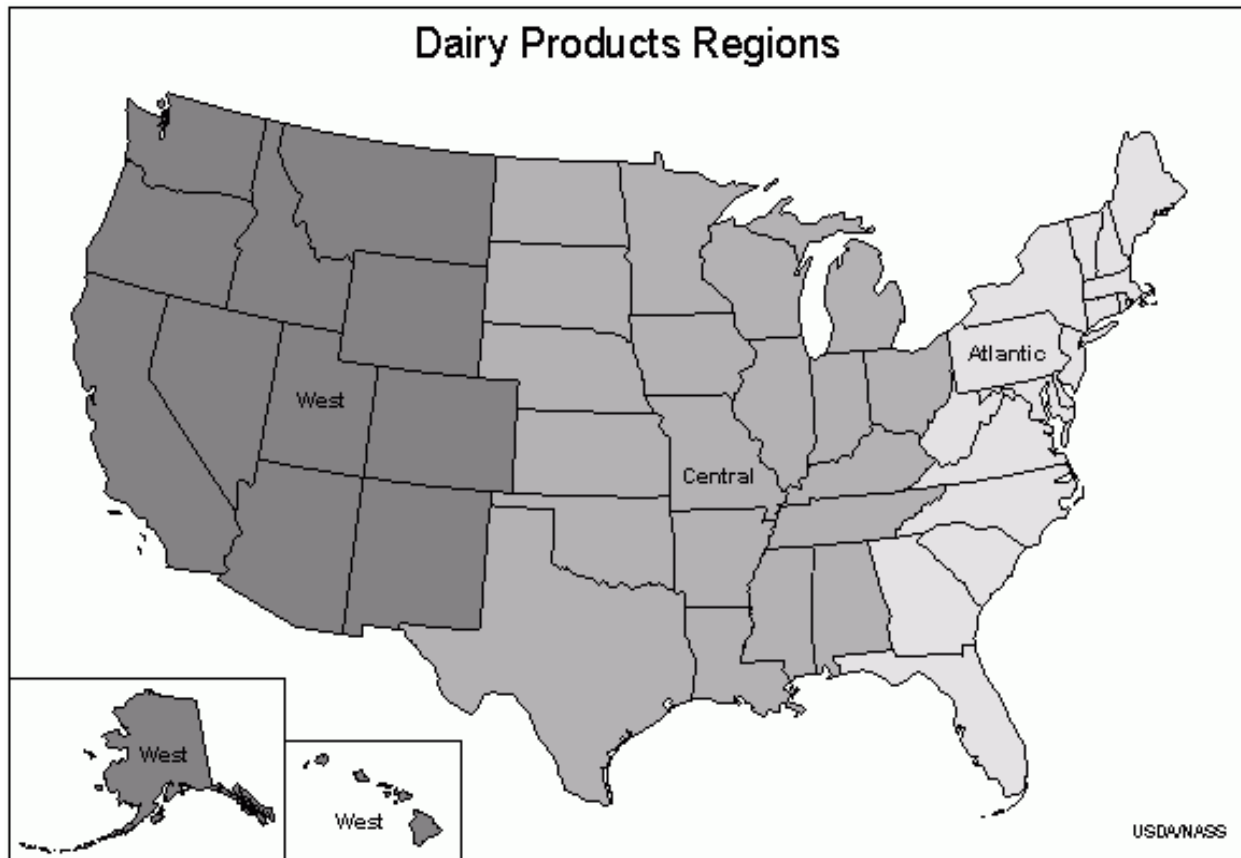 Dairy Products Regions
Atlantic
West
Central
West
West
USDA/NASS